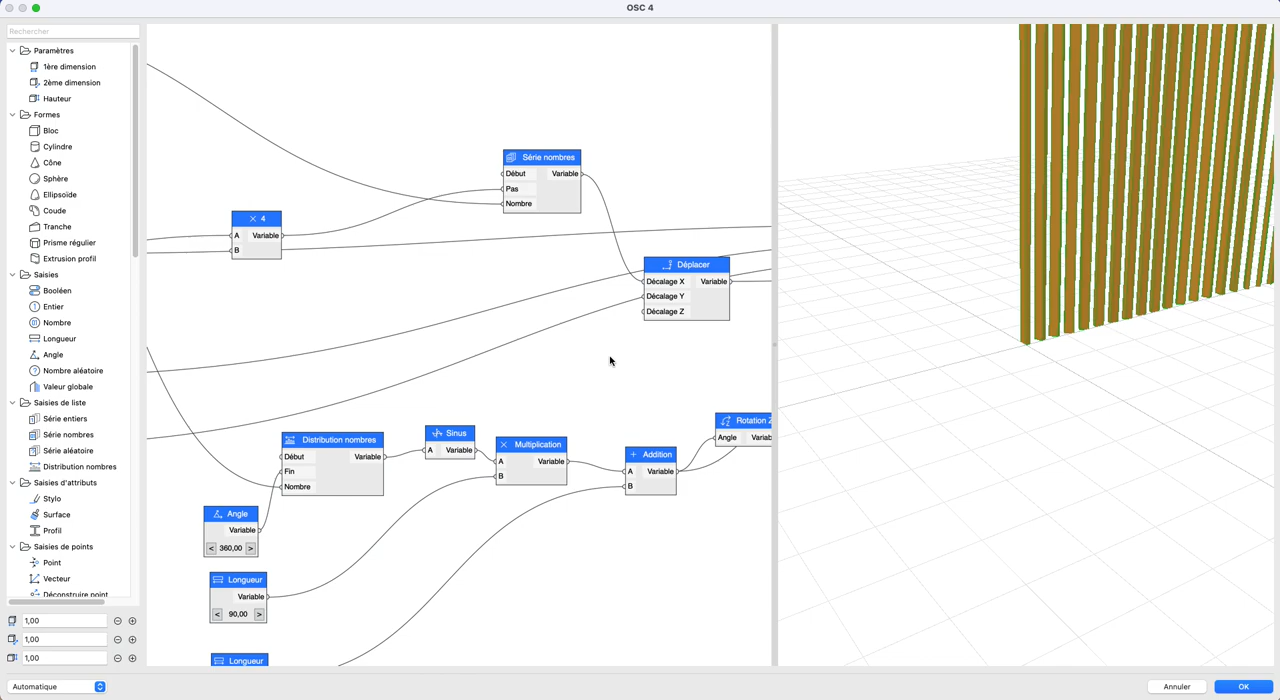 OSC 4
Rechercher
Paramètres
1ère dimension
2ème dimension
Hauteur
Formes
Bloc
Cylindre
Cône
Sphère
Ellipsoïde
Coude
Tranche
Prisme régulier
Extrusion profil
Saisies
Booléen
Entier
Nombre
Longueur
Angle
Nombre aléatoire
Valeur globale
Saisies de liste
Série entiers
Série nombres
Série aléatoire
Distribution nombres
Saisies d'attributs
Stylo
Surface
Profil
Saisies de points
Point
Vecteur
Déconstruire point
1,00
1,00
1,00
Automatique
Série nombres
Début Variable
Pas
Nombre
× 4
A Variable
B
Déplacer
Décalage X Variable
Décalage Y
Décalage Z
Distribution nombres
Début Variable
Fin
Nombre
Sinus
A Variable
× Multiplication
A Variable
B
+ Addition
A Variable
B
Rotation Z
Angle Variab
Angle
Variable
< 360,00 >
Longueur
Variable
< 90,00 >
Longueur
Annuler
OK